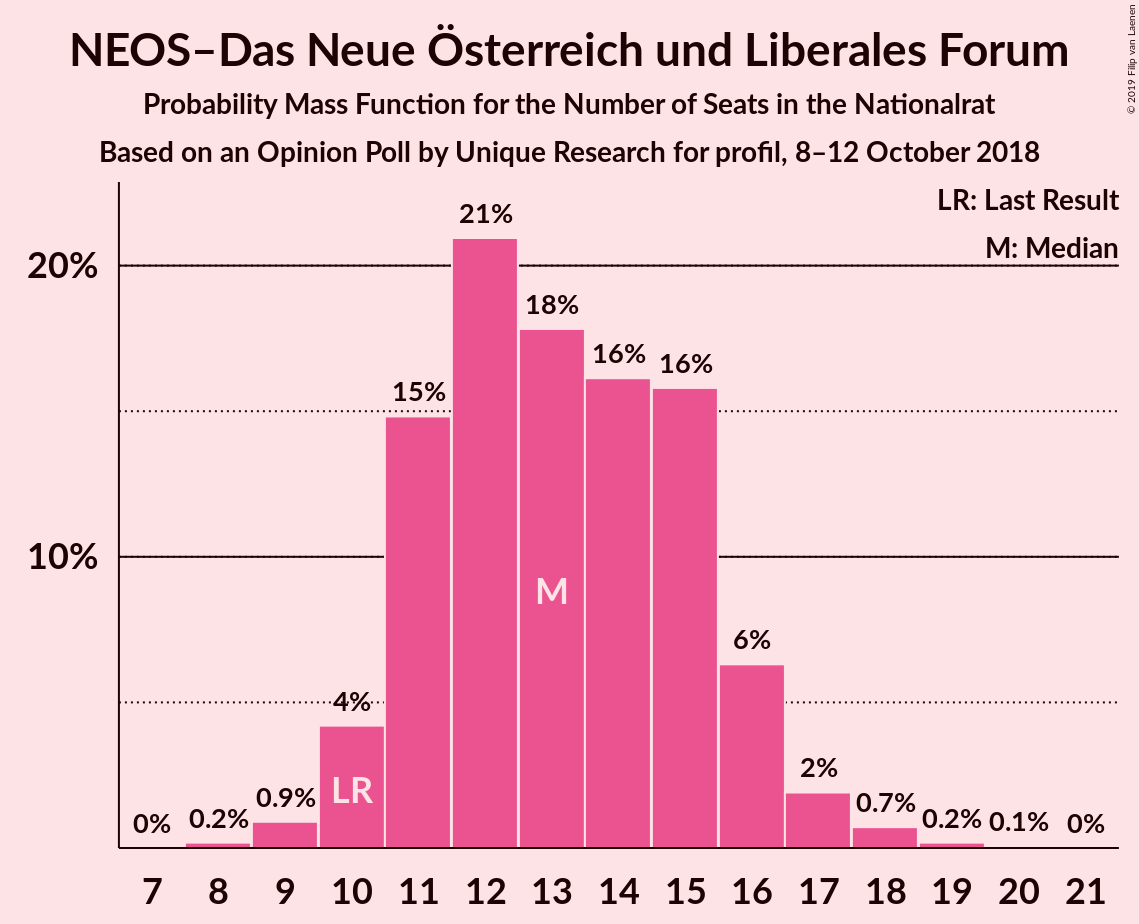 NEOS–Das Neue Österreich und Liberales Forum
Probability Mass Function for the Number of Seats in the Nationalrat
Based on an Opinion Poll by Unique Research for profil, 8–12 October 2018
© 2019 Filip van Laenen
LR: Last Result
M: Median
20%
10%
0%
0.2%
0.9%
4%
15%
21%
18%
16%
16%
6%
2%
0.7%
0.2%
0.1%
0%
LR
M
7 8 9 10 11 12 13 14 15 16 17 18 19 20 21